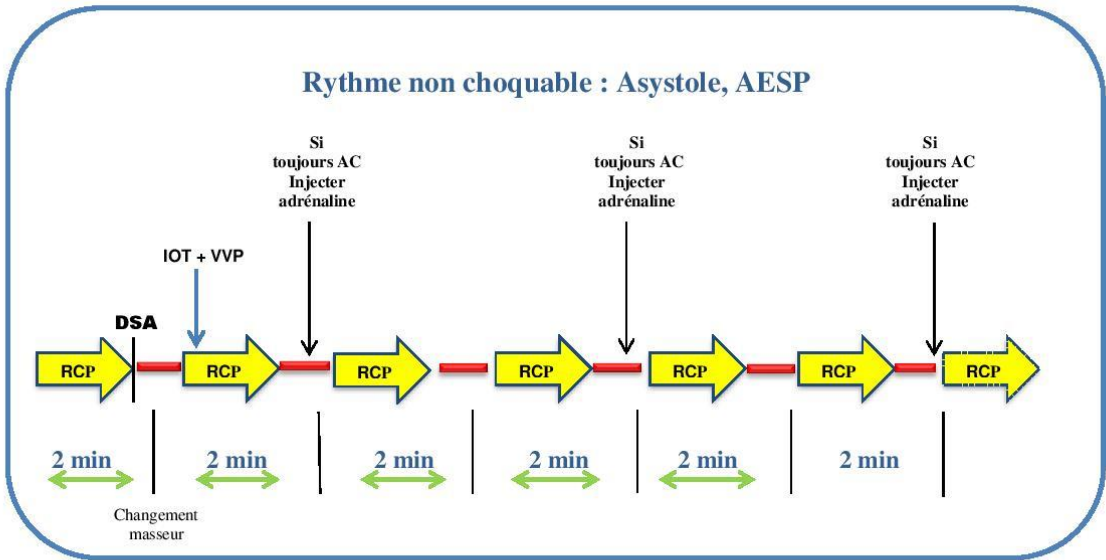 Rythme non choquable : Asystole, AESP
Si
toujours AC
Injecter
adrénaline
Si
toujours AC
Injecter
adrénaline
Si
toujours AC
Injecter
adrénaline
IOT + VVP
DSA
RCP
RCP
RCP
RCP
RCP
RCP
RCP
2 min
2 min
2 min
2 min
2 min
2 min
Changement
masseur